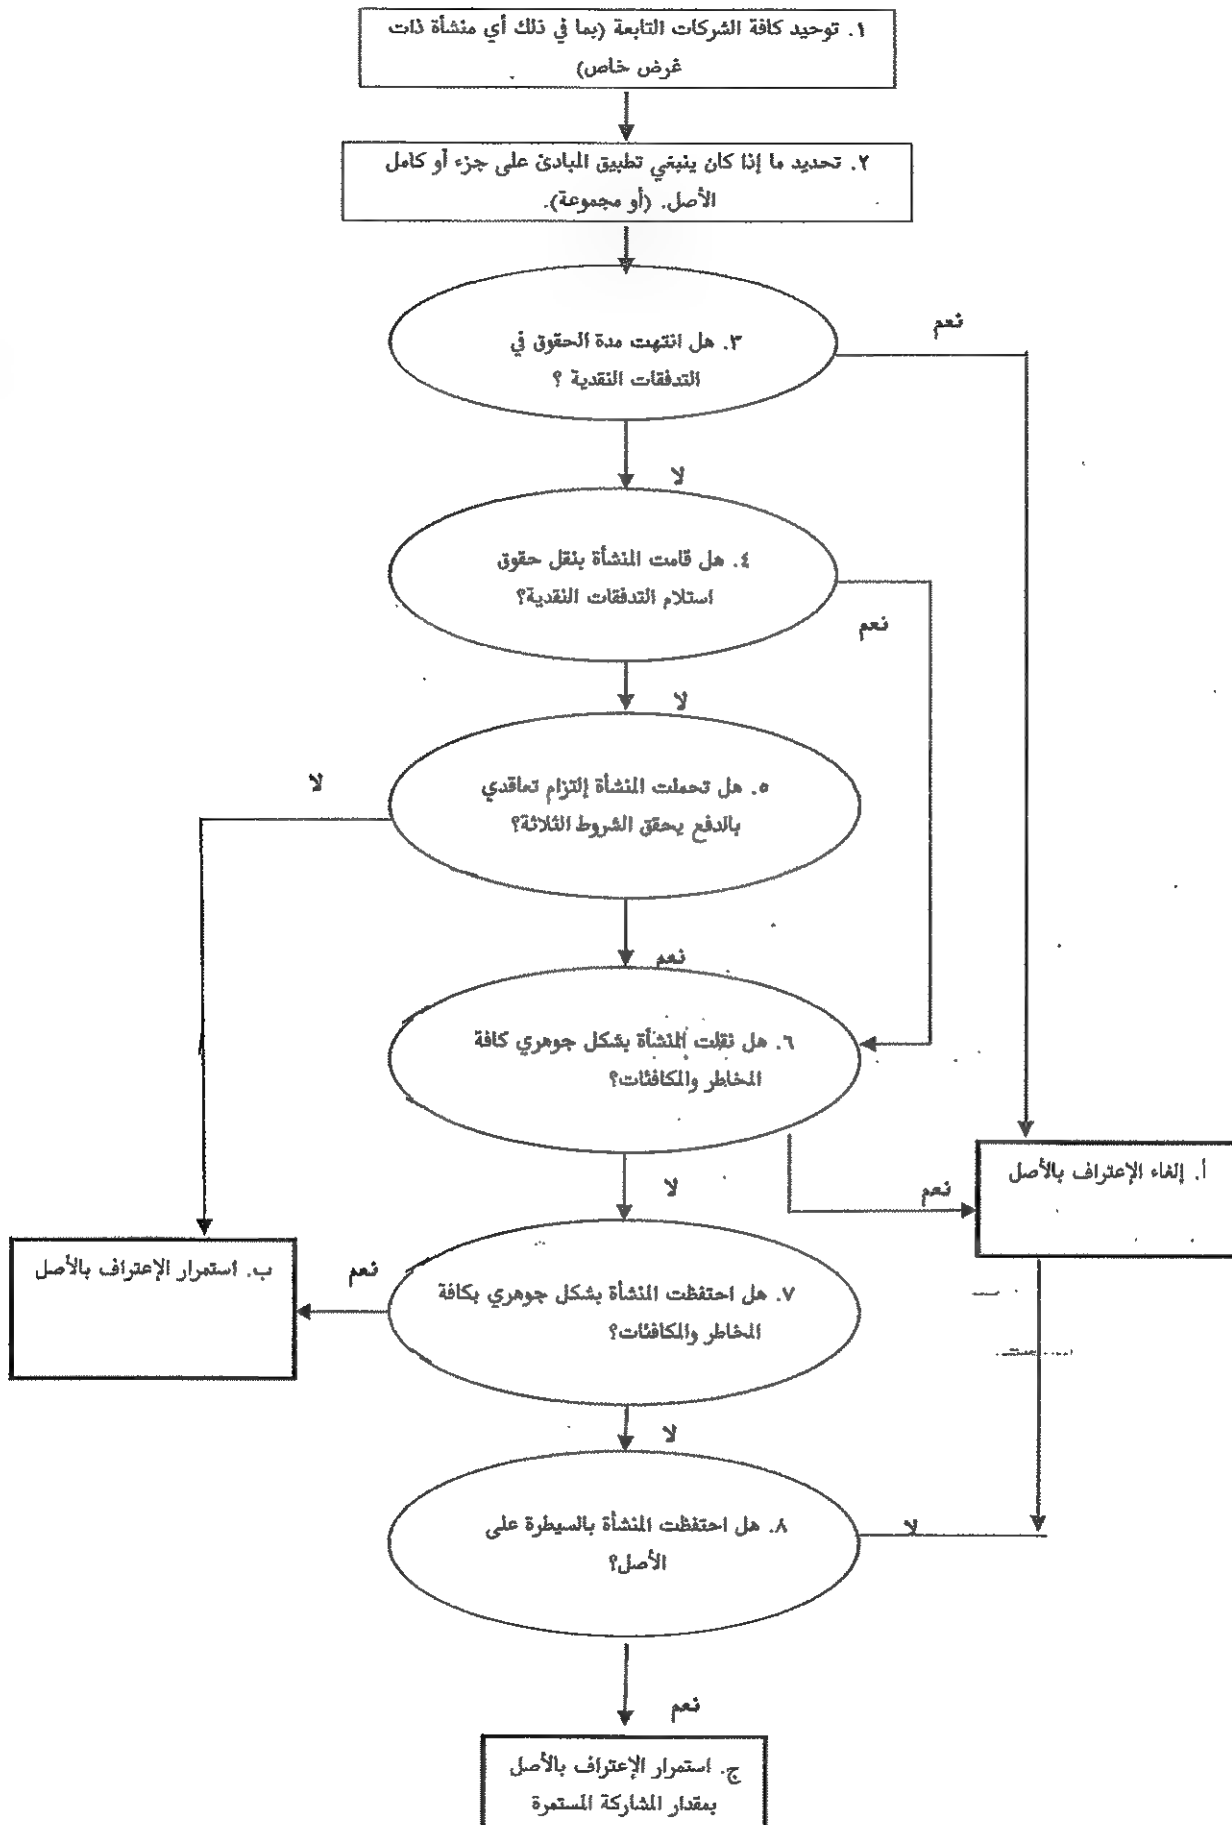 ١. توحيد كافة الشركات التابعة (بما في ذلك أي منشأة ذات
غرض خاص)
٢. تحديد ما إذا كان ينبغي تطبيق المبادئ على جزء أو كامل
الأصل. (أو مجموعة).
نعم
٣. هل انتهت مدة الحقوق في
التدفقات النقدية ؟
لا
٤. هل قامت المنشأة بنقل حقوق
استلام التدفقات النقدية؟
نعم
لا
٥. هل تحملت المنشأة إلتزام تعاقدي
بالدفع يحقق الشروط الثلاثة؟
لا
نعم
٦. هل نقلت المنشأة بشكل جوهري كافة
المخاطر والمكافئات؟
أ. إلغاء الإعتراف بالأصل
نعم
لا
ب. استمرار الإعتراف بالأصل
نعم
٧. هل احتفظت المنشأة بشكل جوهري بكافة
المخاطر والمكافئات؟
لا
٨. هل احتفظت المنشأة بالسيطرة على
الأصل؟
لا
نعم
ج. استمرار الإعتراف بالأصل
بمقدار المشاركة المستمرة